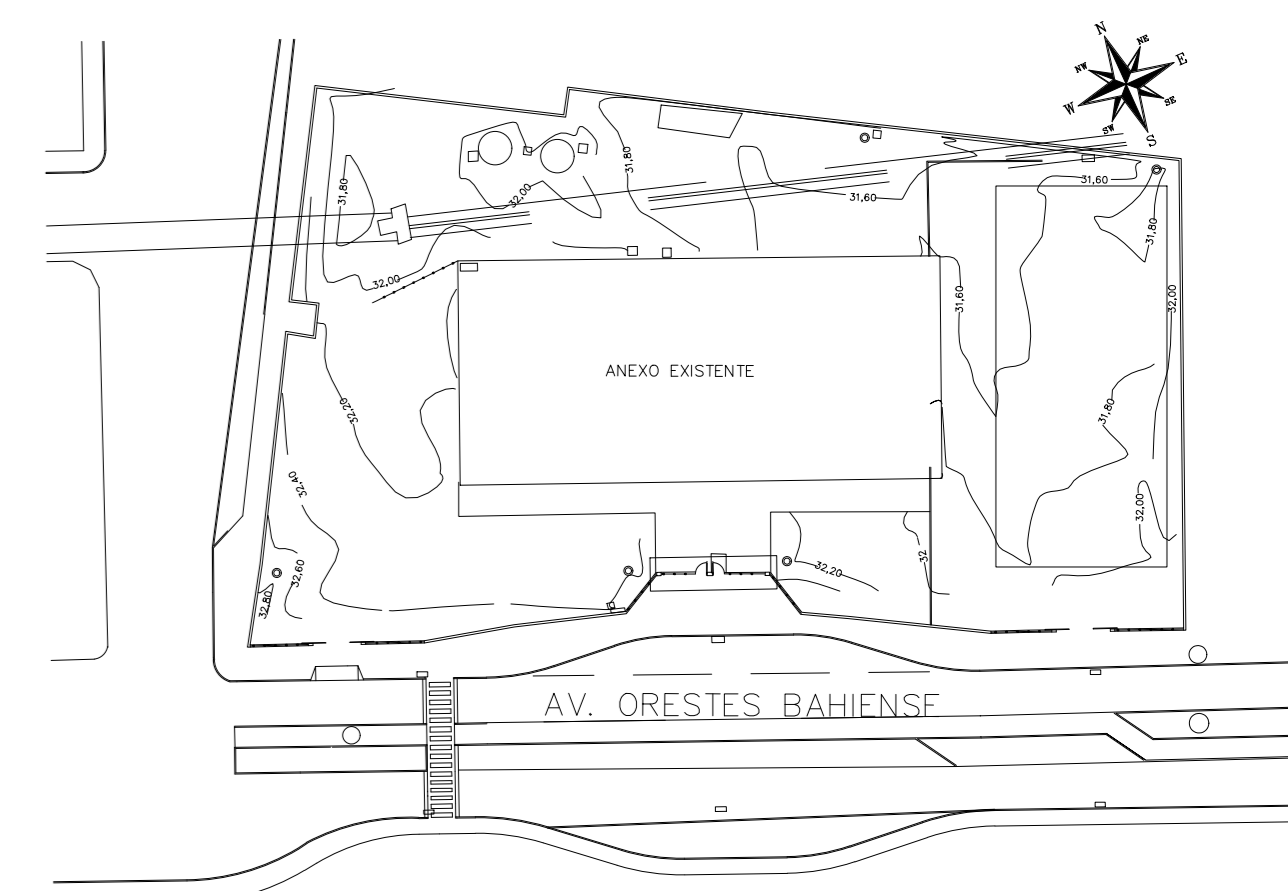 N
NE
NW
E
W
SE
SW
S
31,80
31,80
32,00
31,60
31,60
31,80
32,00
31,60
32,00
ANEXO EXISTENTE
32,20
31,80
32,40
32,00
32
32,20
32,60
32,80
AV. ORESTES BAHIENSE